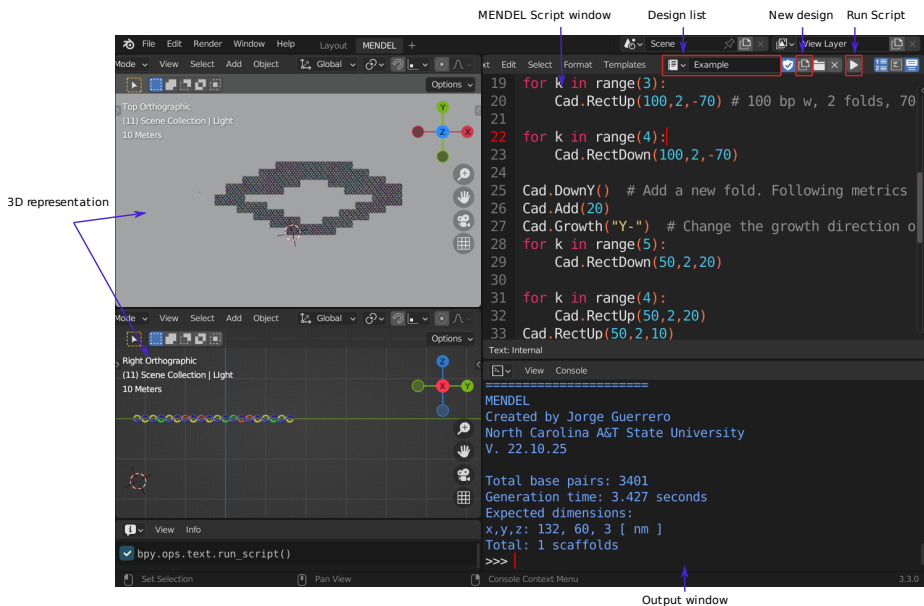 MENDEL Script window
Design list
New design
Run Script
File Edit Render Window Help Layout MENDEL +
Scene
View Layer
Mode View Select Add Object Global
Options
Top Orthographic
(11) Scene Collection | Light
10 Meters
Y
X
Z
3D representation
xt Edit Select Format Templates Example
19 for k in range(3):
20 Cad.RectUp(100,2,-70) # 100 bp w, 2 folds, 70
21
22 for k in range(4):
23 Cad.RectDown(100,2,-70)
24
25 Cad.DownY() # Add a new fold. Following metrics
26 Cad.Add(20)
27 Cad.Growth("Y-") # Change the growth direction o
28 for k in range(5):
29 Cad.RectDown(50,2,20)
30
31 for k in range(4):
32 Cad.RectUp(50,2,20)
33 Cad.RectUp(50,2,10)
Text: Internal
Mode View Select Add Object Global
Options
Right Orthographic
(11) Scene Collection | Light
10 Meters
Z
X
Y
View Console
=======================
MENDEL
Created by Jorge Guerrero
North Carolina A&T State University
V. 22.10.25
Total base pairs: 3401
Generation time: 3.427 seconds
Expected dimensions:
x,y,z: 132, 60, 3 [ nm ]
Total: 1 scaffolds
>>>
View Info
bpy.ops.text.run_script()
Set Selection
Pan View
Console Context Menu
3.3.0
Output window